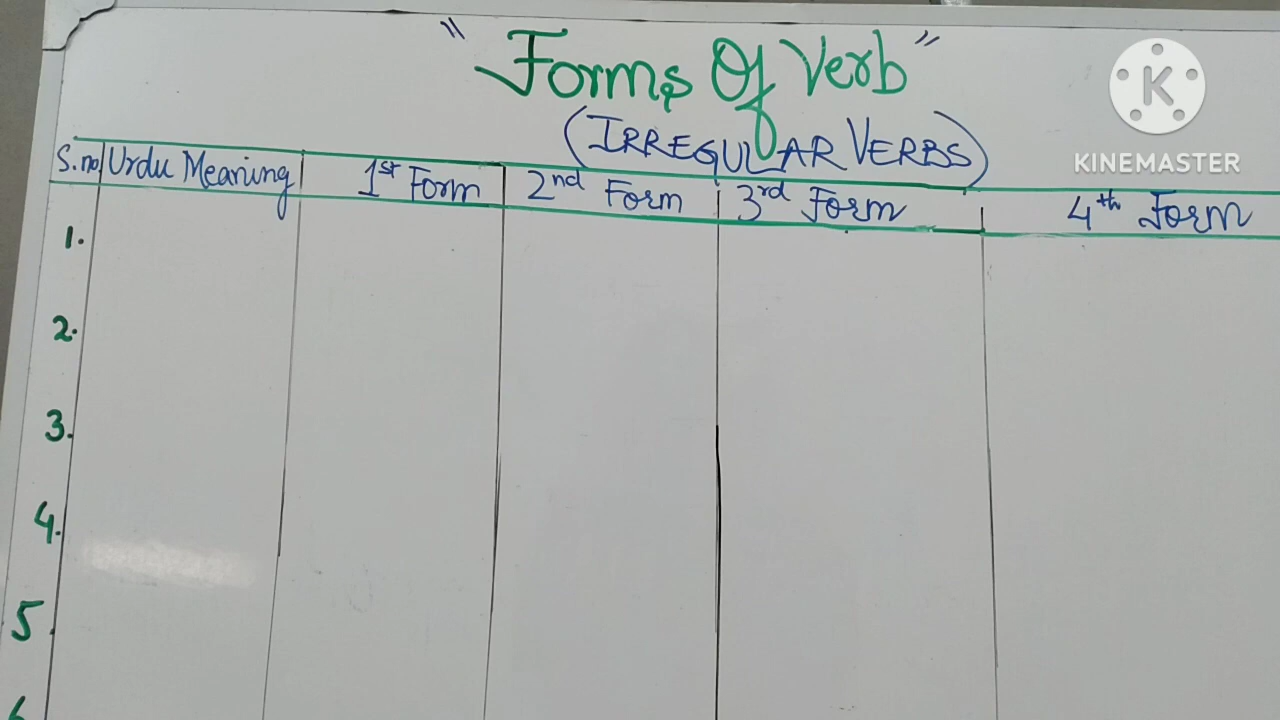 " Forms Of Verb "
(IRREGULAR VERBS)
K
KINEMASTER
S.no Urdu Meaning 1st Form 2nd Form 3rd Form 4th Form
1.
2.
3.
4.
5.